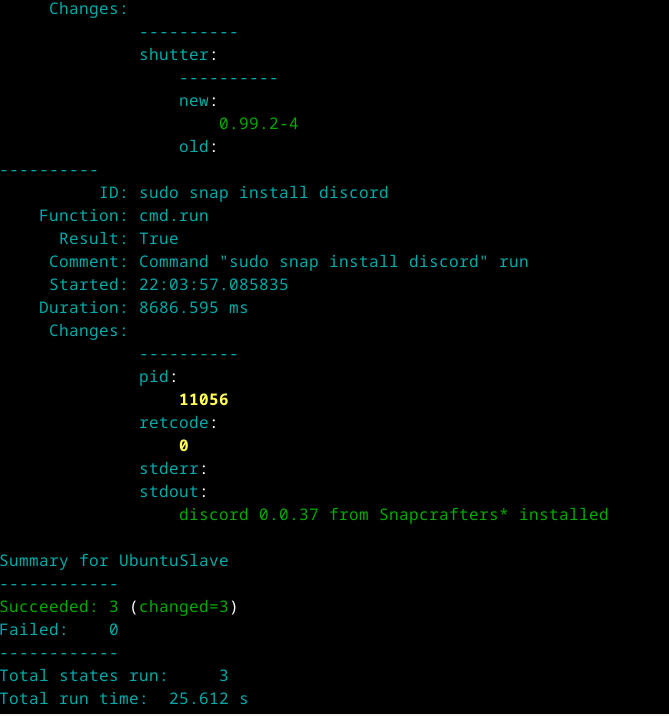 Changes:
----------
shutter:
----------
new:
0.99.2-4
old:
----------
ID: sudo snap install discord
Function: cmd.run
Result: True
Comment: Command "sudo snap install discord" run
Started: 22:03:57.085835
Duration: 8686.595 ms
Changes:
----------
pid:
11056
retcode:
0
stderr:
stdout:
discord 0.0.37 from Snapcrafters* installed
Summary for UbuntuSlave
------------
Succeeded: 3 (changed=3)
Failed:    0
------------
Total states run:     3
Total run time:  25.612 s